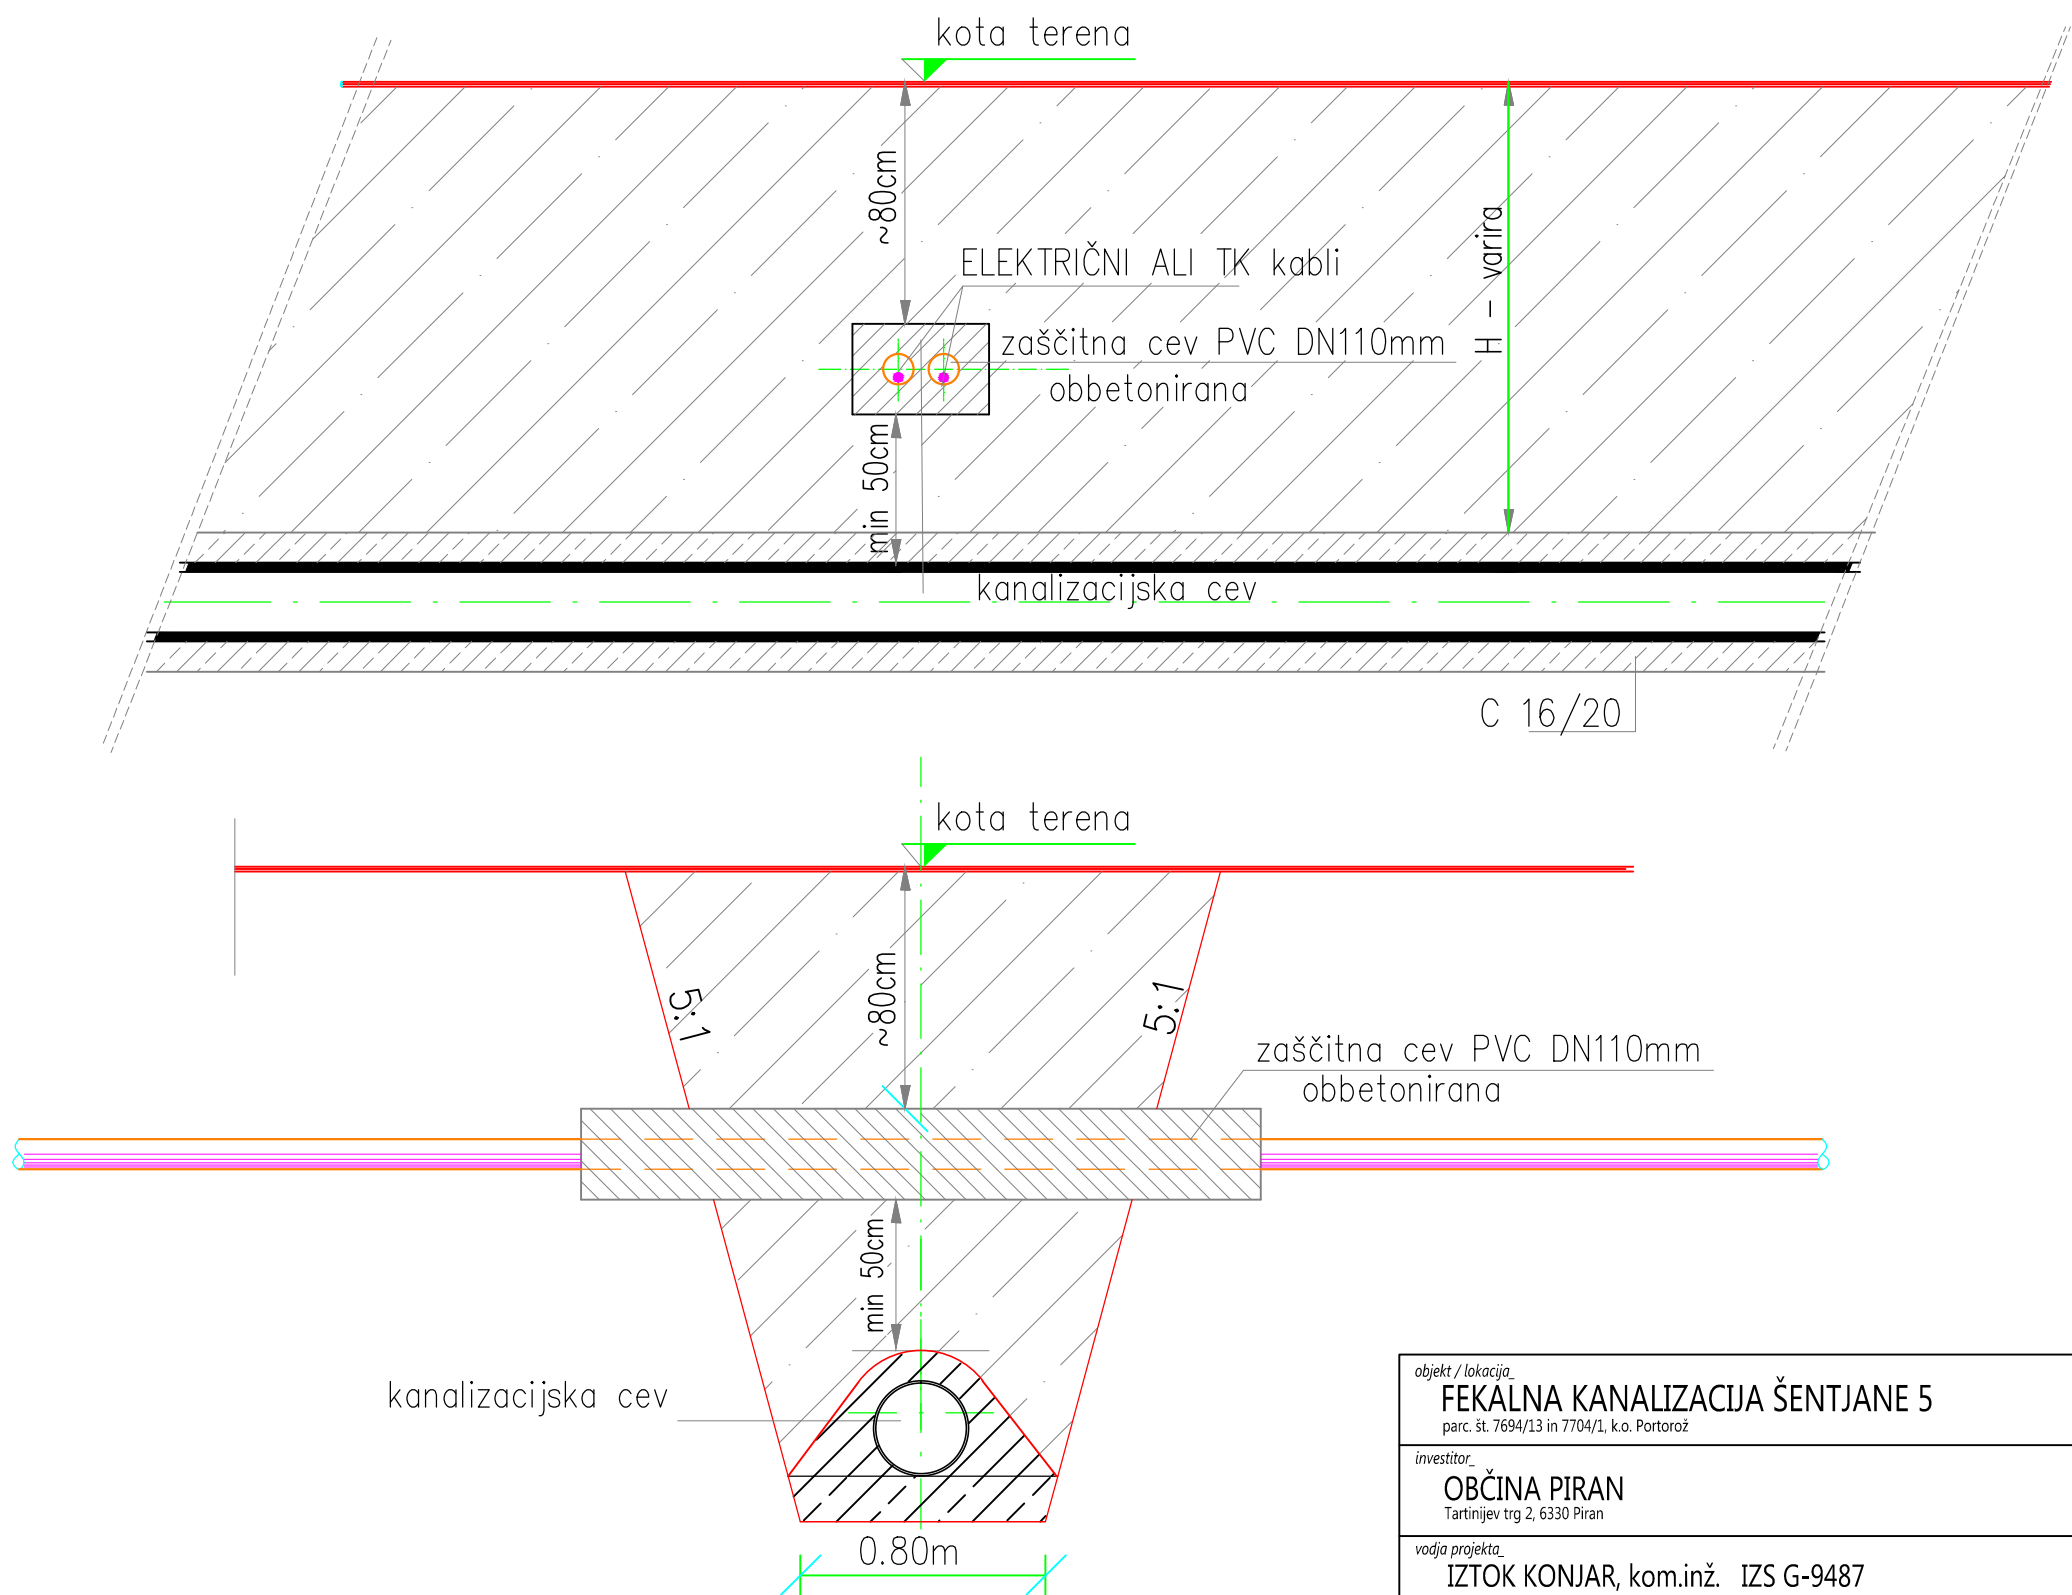 kota terena
~80cm
ELEKTRIČNI ALI TK kabli
H - varira
zaščitna cev PVC DN110mm
obbetonirana
min 50cm
kanalizacijska cev
C 16/20
kota terena
~80cm
5:1
5:1
zaščitna cev PVC DN110mm
obbetonirana
min 50cm
kanalizacijska cev
0.80m
objekt / lokacija_
FEKALNA KANALIZACIJA ŠENTJANE 5
parc. št. 7694/13 in 7704/1, k.o. Portorož
investitor_
OBČINA PIRAN
Tartinijev trg 2, 6330 Piran
vodja projekta_
IZTOK KONJAR, kom.inž. IZS G-9487